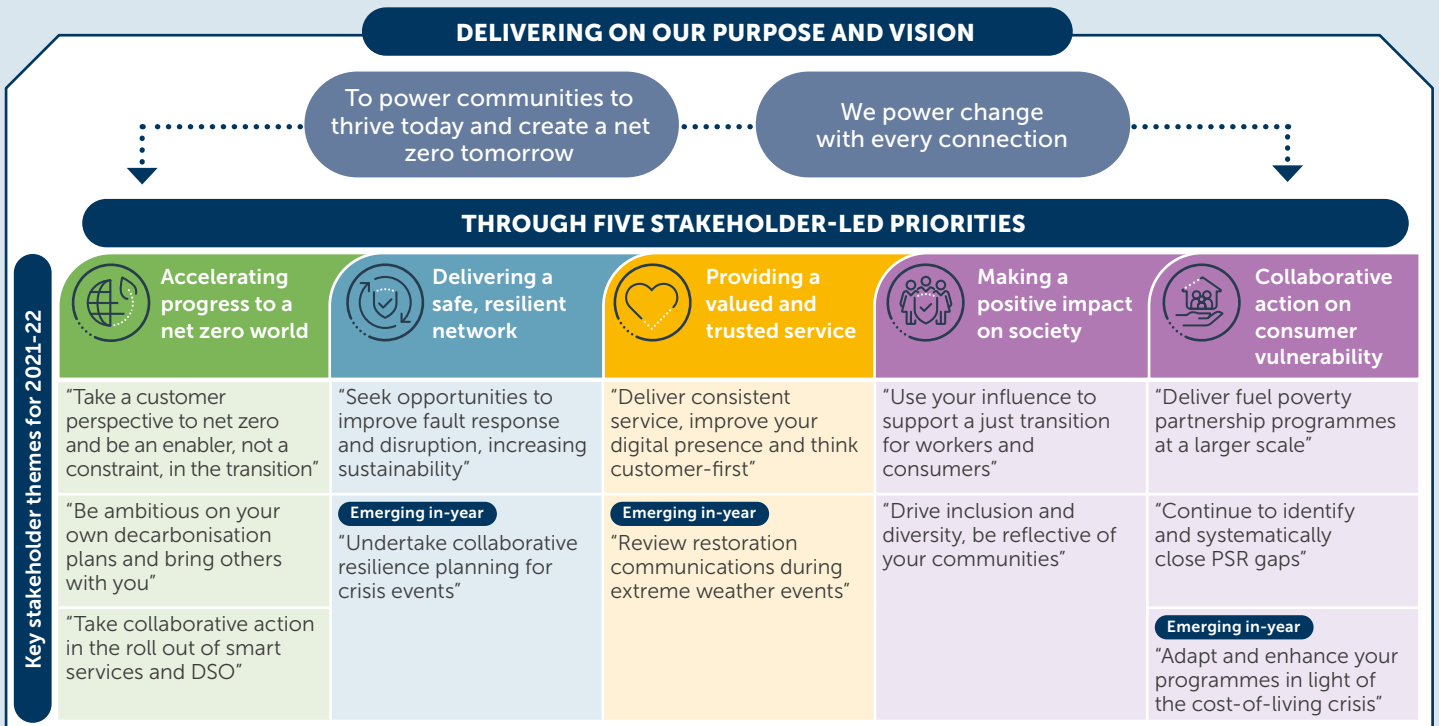 DELIVERING ON OUR PURPOSE AND VISION
To power communities to
thrive today and create a net
zero tomorrow
We power change
with every connection
THROUGH FIVE STAKEHOLDER-LED PRIORITIES
Key stakeholder themes for 2021-22
Accelerating
progress to a
net zero world
“Take a customer
perspective to net zero
and be an enabler, not a
constraint, in the transition”
“Be ambitious on your
own decarbonisation
plans and bring others
with you”
“Take collaborative action
in the roll out of smart
services and DSO”
Delivering a
safe, resilient
network
“Seek opportunities to
improve fault response
and disruption, increasing
sustainability”
Emerging in-year
“Undertake collaborative
resilience planning for
crisis events”
Providing a
valued and
trusted service
“Deliver consistent
service, improve your
digital presence and think
customer-first”
Emerging in-year
“Review restoration
communications during
extreme weather events”
Making a
positive impact
on society
“Use your influence to
support a just transition
for workers and
consumers”
“Drive inclusion and
diversity, be reflective of
your communities”
Collaborative
action on
consumer
vulnerability
“Deliver fuel poverty
partnership programmes
at a larger scale”
“Continue to identify
and systematically
close PSR gaps”
Emerging in-year
“Adapt and enhance your
programmes in light of
the cost-of-living crisis”